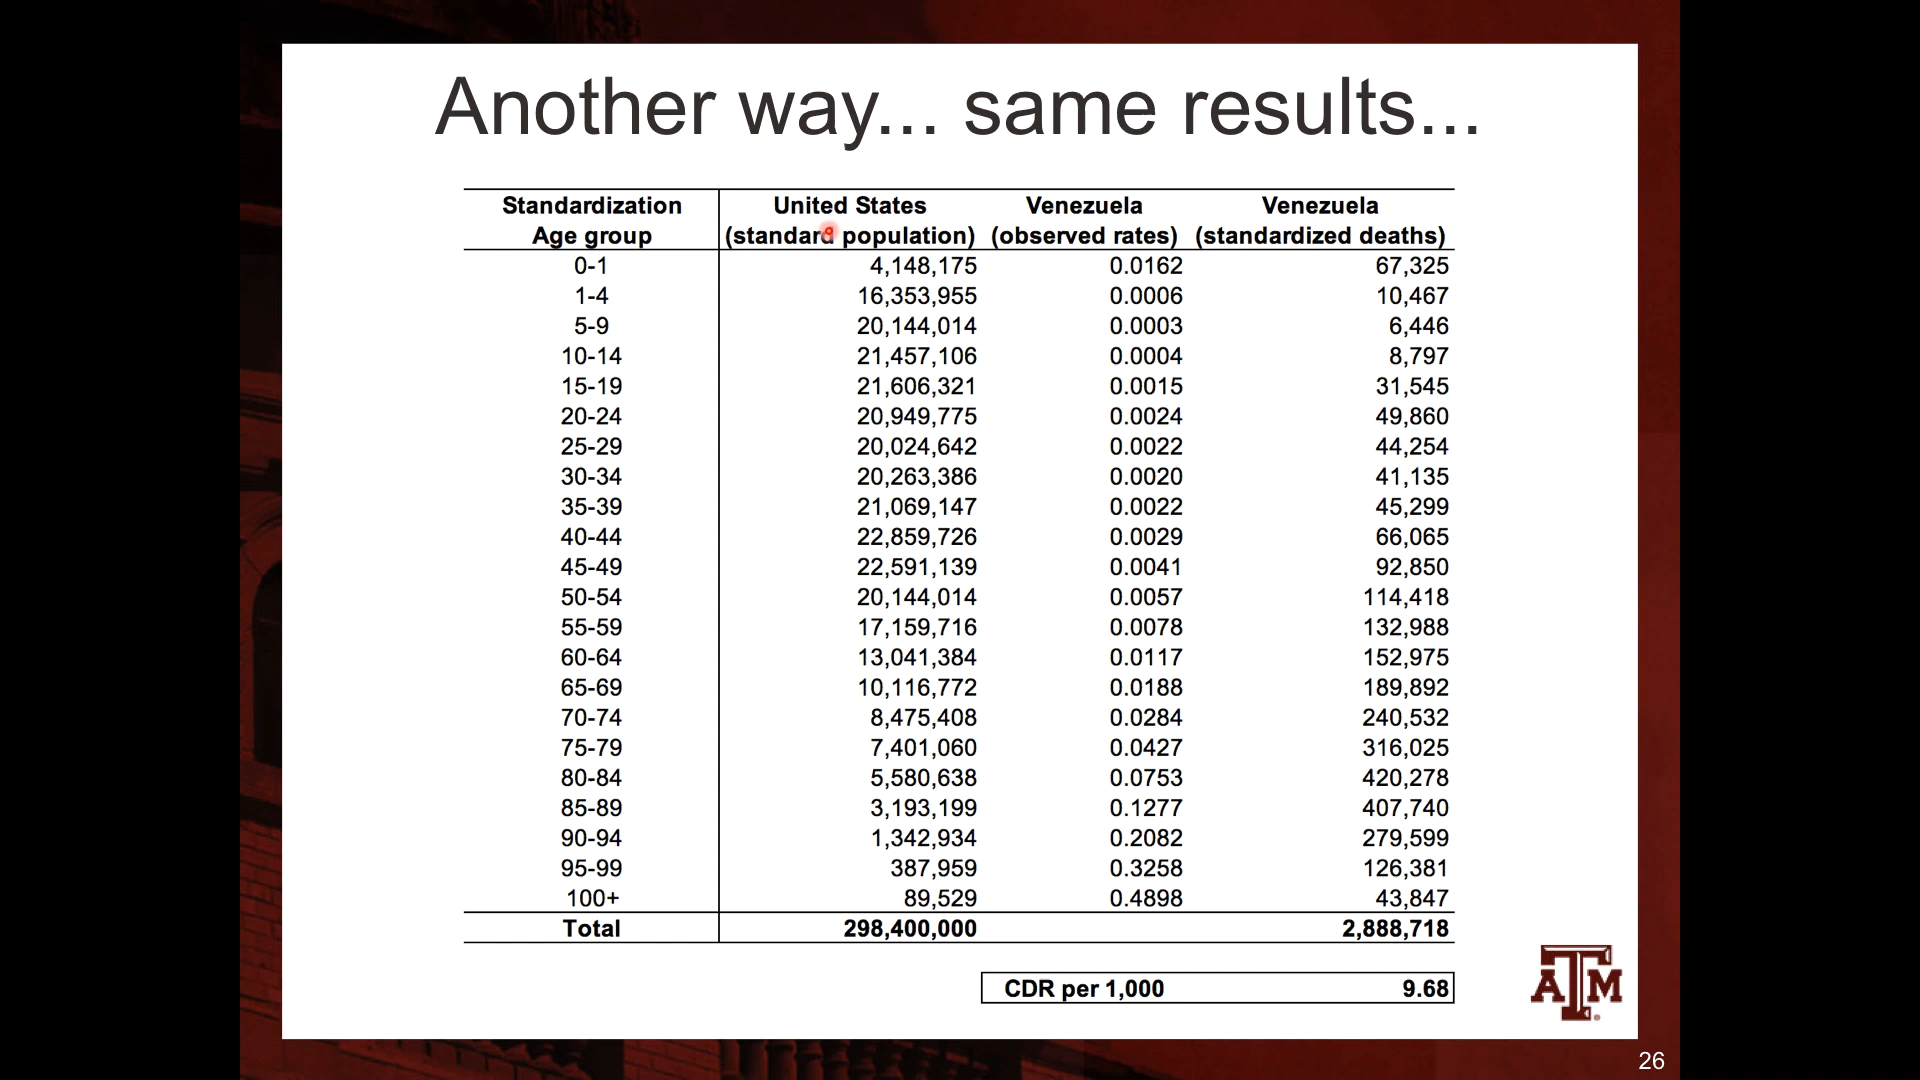 Another way... same results...
Standardization United States Venezuela Venezuela
Age group (standard population) (observed rates) (standardized deaths)
0-1 4,148,175 0.0162 67,325
1-4 16,353,955 0.0006 10,467
5-9 20,144,014 0.0003 6,446
10-14 21,457,106 0.0004 8,797
15-19 21,606,321 0.0015 31,545
20-24 20,949,775 0.0024 49,860
25-29 20,024,642 0.0022 44,254
30-34 20,263,386 0.0020 41,135
35-39 21,069,147 0.0022 45,299
40-44 22,859,726 0.0029 66,065
45-49 22,591,139 0.0041 92,850
50-54 20,144,014 0.0057 114,418
55-59 17,159,716 0.0078 132,988
60-64 13,041,384 0.0117 152,975
65-69 10,116,772 0.0188 189,892
70-74 8,475,408 0.0284 240,532
75-79 7,401,060 0.0427 316,025
80-84 5,580,638 0.0753 420,278
85-89 3,193,199 0.1277 407,740
90-94 1,342,934 0.2082 279,599
95-99 387,959 0.3258 126,381
100+ 89,529 0.4898 43,847
Total 298,400,000 2,888,718
CDR per 1,000 9.68
ATM
26